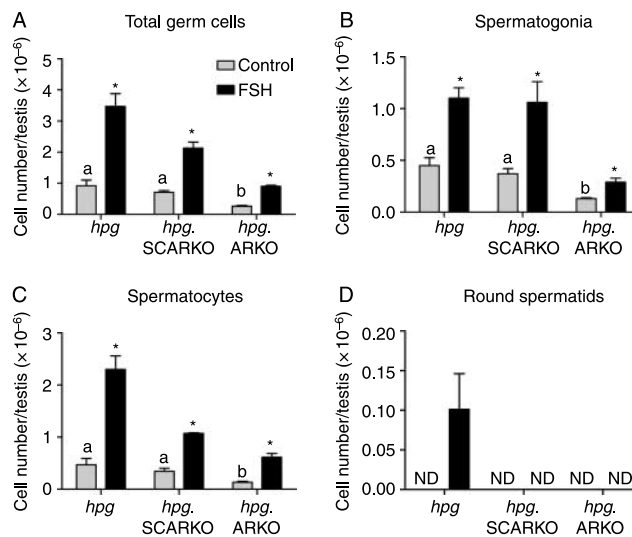 A Total germ cells
Cell number/testis (×10⁻⁶)
5
4
3
2
1
0
Control
FSH
a * a * b *
hpg hpg. hpg.
SCARKO ARKO
B Spermatogonia
Cell number/testis (×10⁻⁶)
1.5
1.0
0.5
0.0
a * a * b *
hpg hpg. hpg.
SCARKO ARKO
C Spermatocytes
Cell number/testis (×10⁻⁶)
3
2
1
0
a * a * b *
hpg hpg. hpg.
SCARKO ARKO
D Round spermatids
Cell number/testis (×10⁻⁶)
0.20
0.15
0.10
0.05
0.00
ND ND ND ND ND
hpg hpg. hpg.
SCARKO ARKO